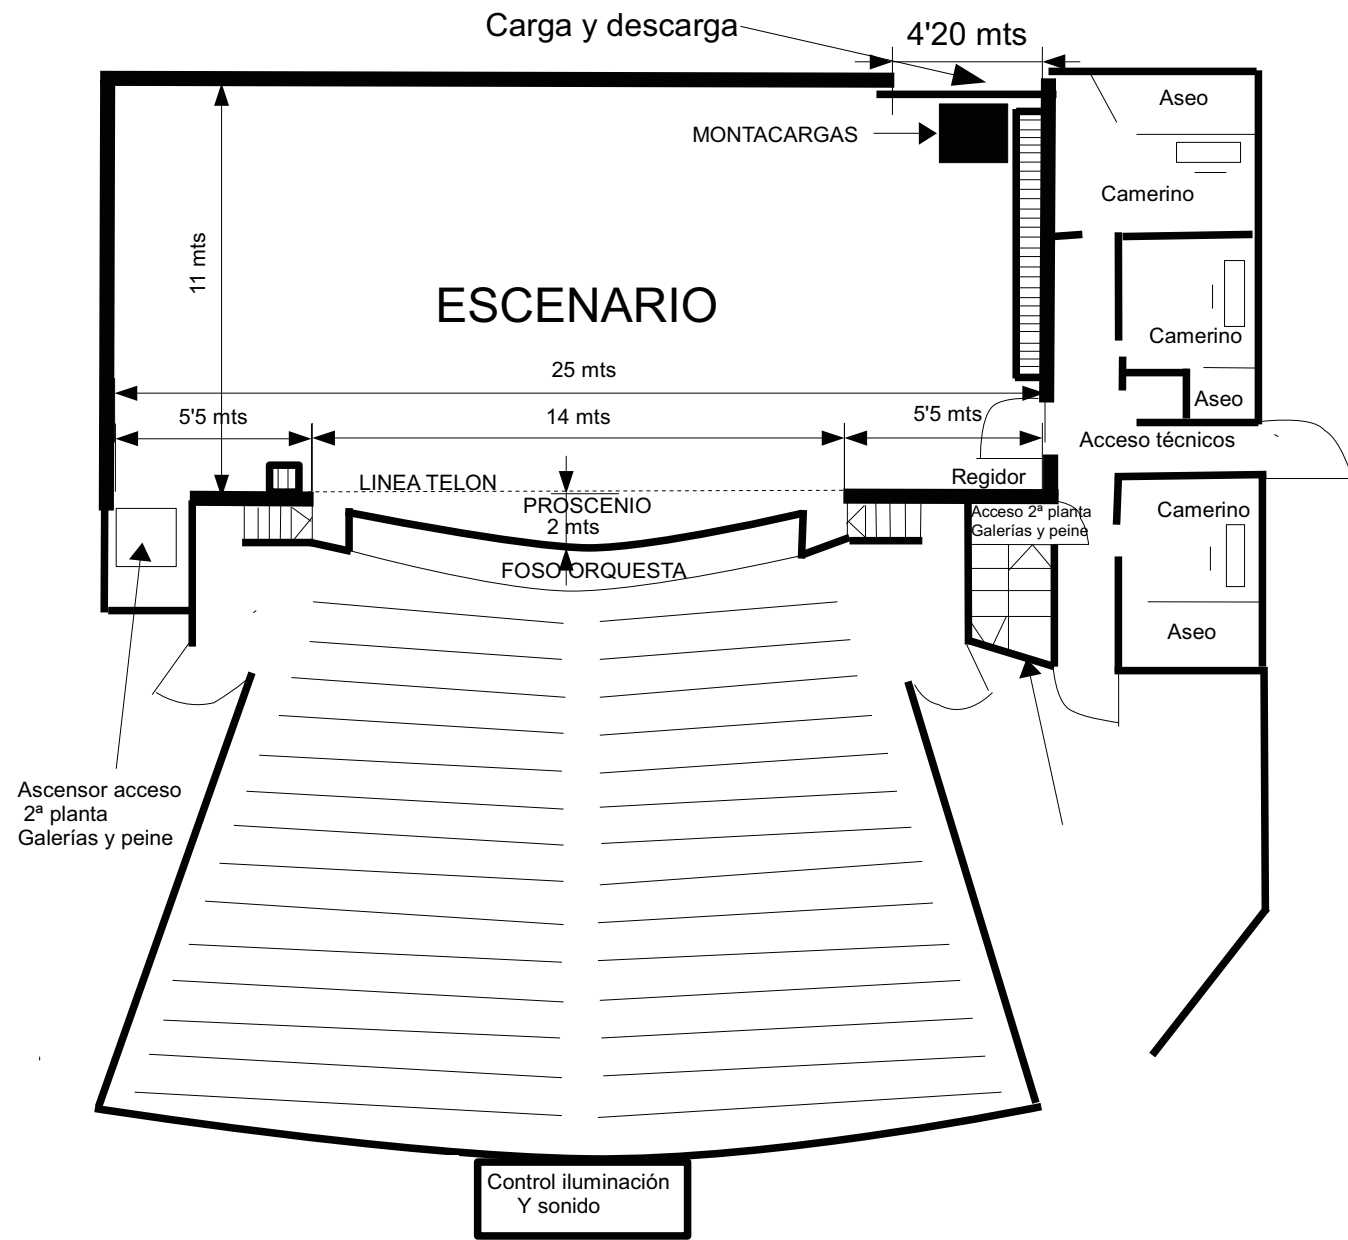 Carga y descarga
4'20 mts
Aseo
MONTACARGAS
Camerino
11 mts
ESCENARIO
Camerino
25 mts
Aseo
5'5 mts
14 mts
5'5 mts
Acceso técnicos
LINEA TELON
Regidor
PROSCENIO
2 mts
Acceso 2ª planta
Galerías y peine
Camerino
FOSO ORQUESTA
Aseo
Ascensor acceso
2ª planta
Galerías y peine
Control iluminación
Y sonido